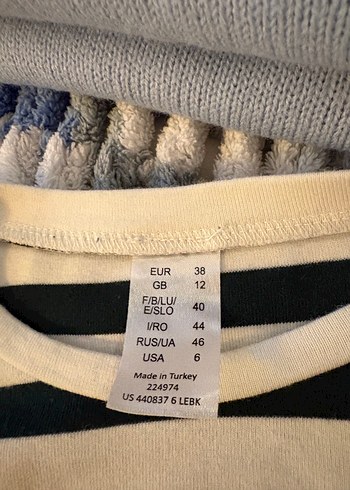 EUR 38
GB 12
F/B/LU/
E/SLO 40
I/RO 44
RUS/UA 46
USA 6
Made in Turkey
224974
US 440837 6 LEBK